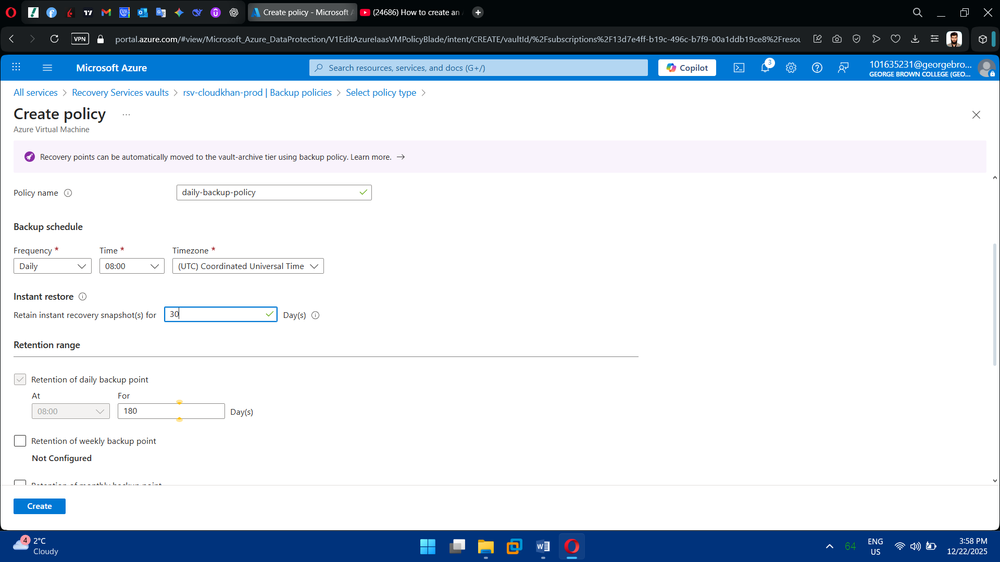 Create policy - Microsoft A
(24686) How to create an
VPN
portal.azure.com/#view/Microsoft_Azure_DataProtection/V1EditAzureIaasVMPolicyBlade/intent/CREATE/vaultId/%2Fsubscriptions%2F13d7e4ff-b19c-496c-b7f9-00a1ddb19ce8%2Fresou
Microsoft Azure
Search resources, services, and docs (G+/)
Copilot
3
101635231@georgebro...
GEORGE BROWN COLLEGE (GEO...
All services > Recovery Services vaults > rsv-cloudkhan-prod | Backup policies > Select policy type >
Create policy ...
Azure Virtual Machine
Recovery points can be automatically moved to the vault-archive tier using backup policy. Learn more. →
Policy name
daily-backup-policy
Backup schedule
Frequency *
Time *
Timezone *
Daily
08:00
(UTC) Coordinated Universal Time
Instant restore
Retain instant recovery snapshot(s) for
30
Day(s)
Retention range
Retention of daily backup point
At
For
08:00
180
Day(s)
Retention of weekly backup point
Not Configured
Retention of monthly backup point
Create
4
2°C
Cloudy
64
ENG
US
3:58 PM
12/22/2025